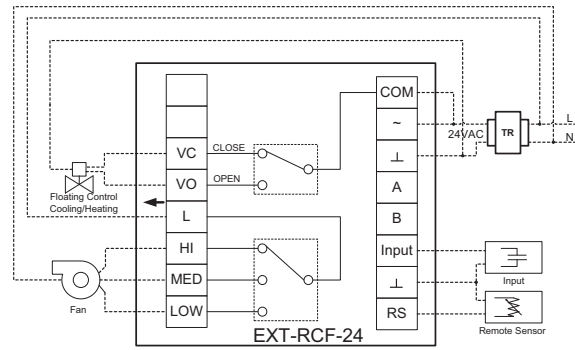 COM
~
24VAC
TR
L
N
VC
CLOSE
⊥
VO
OPEN
A
Floating Control
Cooling/Heating
L
B
HI
Input
MED
⊥
Input
LOW
RS
Fan
EXT-RCF-24
Remote Sensor